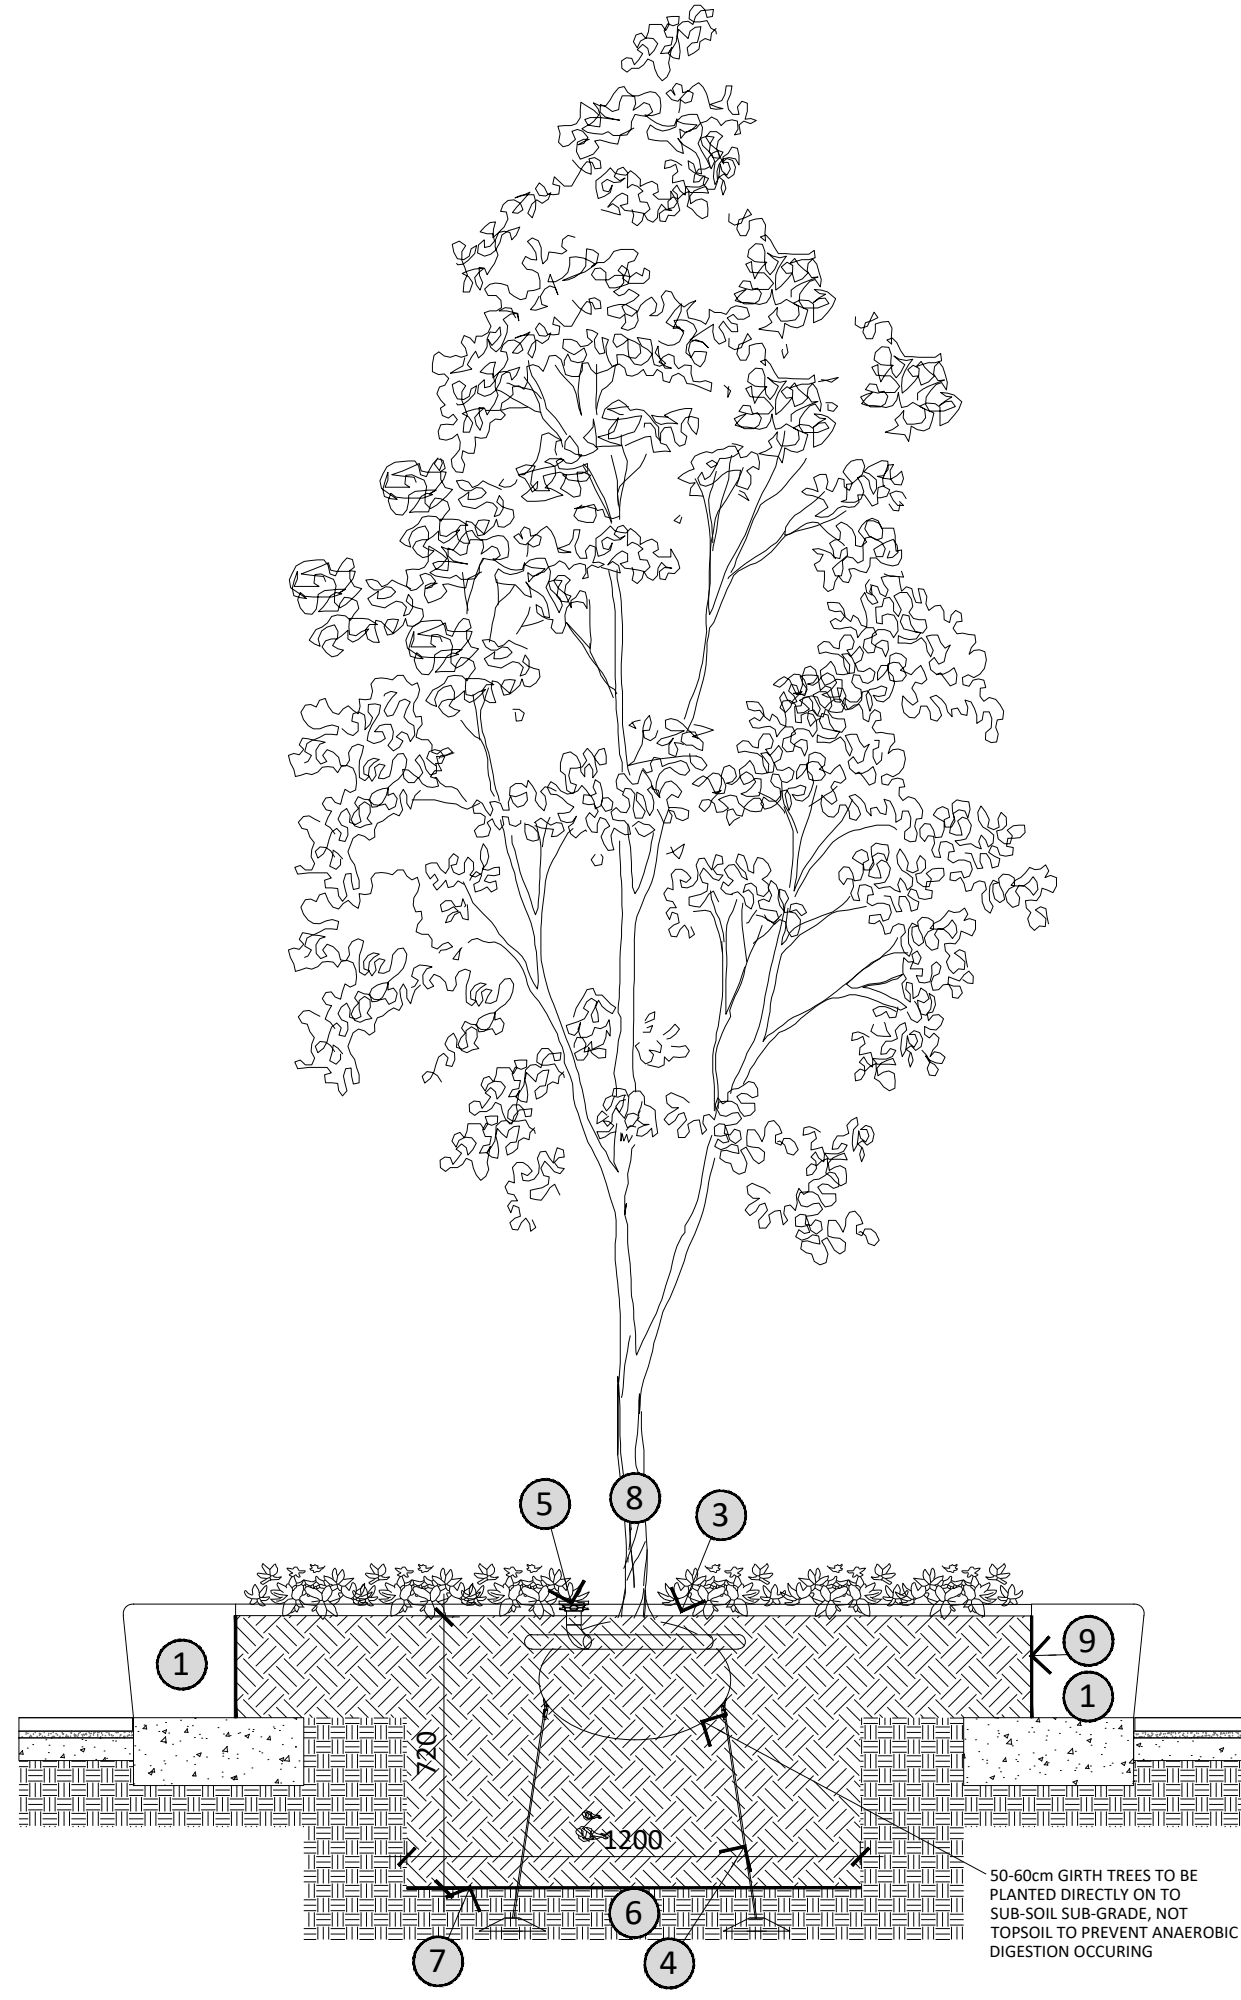 5
8
3
9
1
1
720
1200
50-60cm GIRTH TREES TO BE
PLANTED DIRECTLY ON TO
SUB-SOIL SUB-GRADE, NOT
TOPSOIL TO PREVENT ANAEROBIC
DIGESTION OCCURING
6
7
4